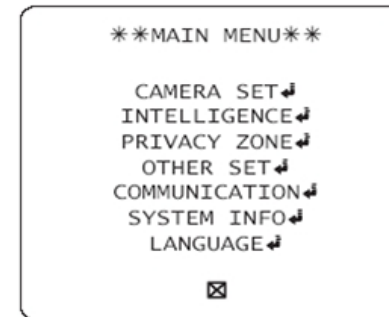 ✳✳MAIN MENU✳✳
CAMERA SET↲
INTELLIGENCE↲
PRIVACY ZONE↲
OTHER SET↲
COMMUNICATION↲
SYSTEM INFO↲
LANGUAGE↲
☒